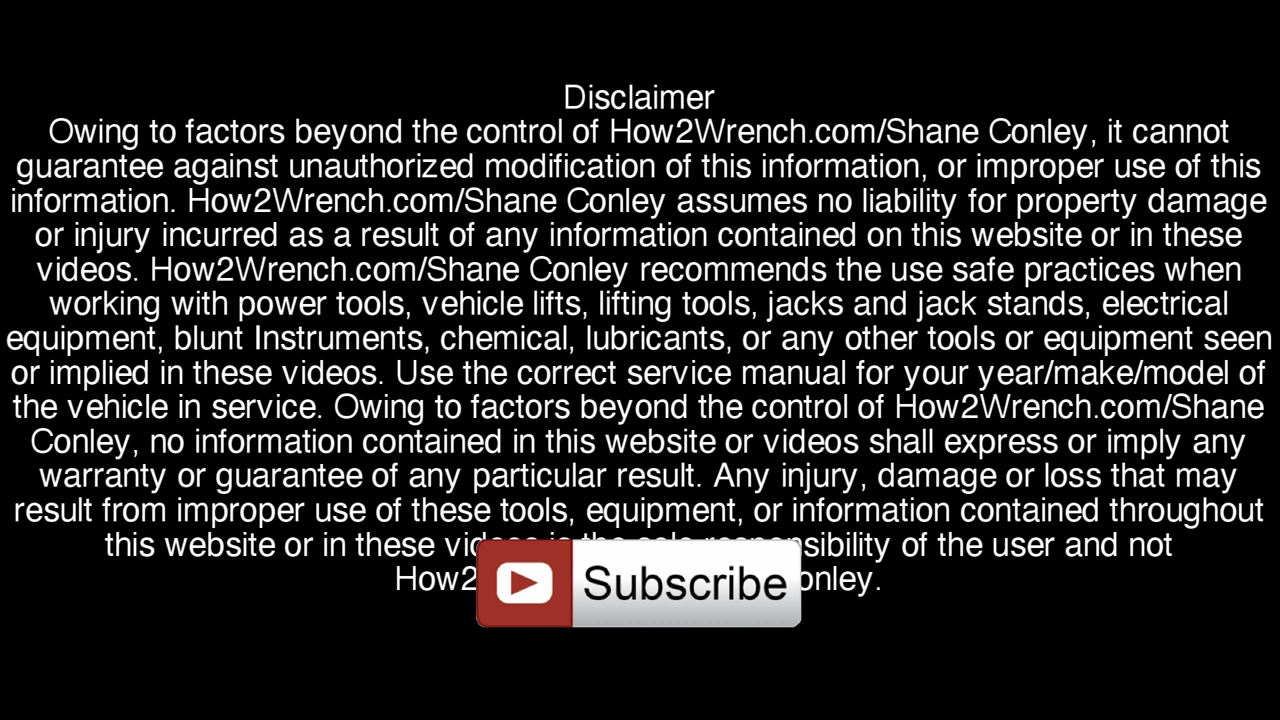 Disclaimer
Owing to factors beyond the control of How2Wrench.com/Shane Conley, it cannot
guarantee against unauthorized modification of this information, or improper use of this
information. How2Wrench.com/Shane Conley assumes no liability for property damage
or injury incurred as a result of any information contained on this website or in these
videos. How2Wrench.com/Shane Conley recommends the use safe practices when
working with power tools, vehicle lifts, lifting tools, jacks and jack stands, electrical
equipment, blunt Instruments, chemical, lubricants, or any other tools or equipment seen
or implied in these videos. Use the correct service manual for your year/make/model of
the vehicle in service. Owing to factors beyond the control of How2Wrench.com/Shane
Conley, no information contained in this website or videos shall express or imply any
warranty or guarantee of any particular result. Any injury, damage or loss that may
result from improper use of these tools, equipment, or information contained throughout
this website or in these videos is the sole responsibility of the user and not
How2 onley.
Subscribe